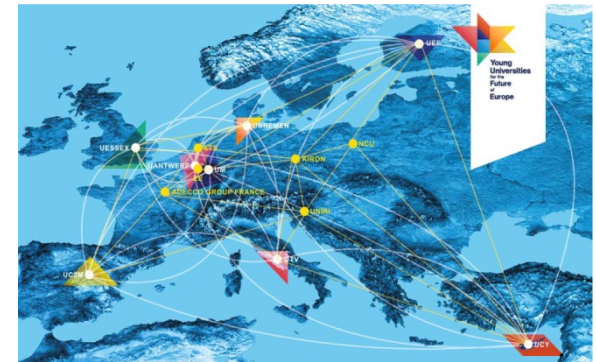 UEF
Young
Universities
for the
Future
of
Europe
UBREMEN
UESSEX
NCU
UANTWERP
UM
KIRON
ADECCO GROUP FRANCE
UNIRI
UTV
UC3M
UCY